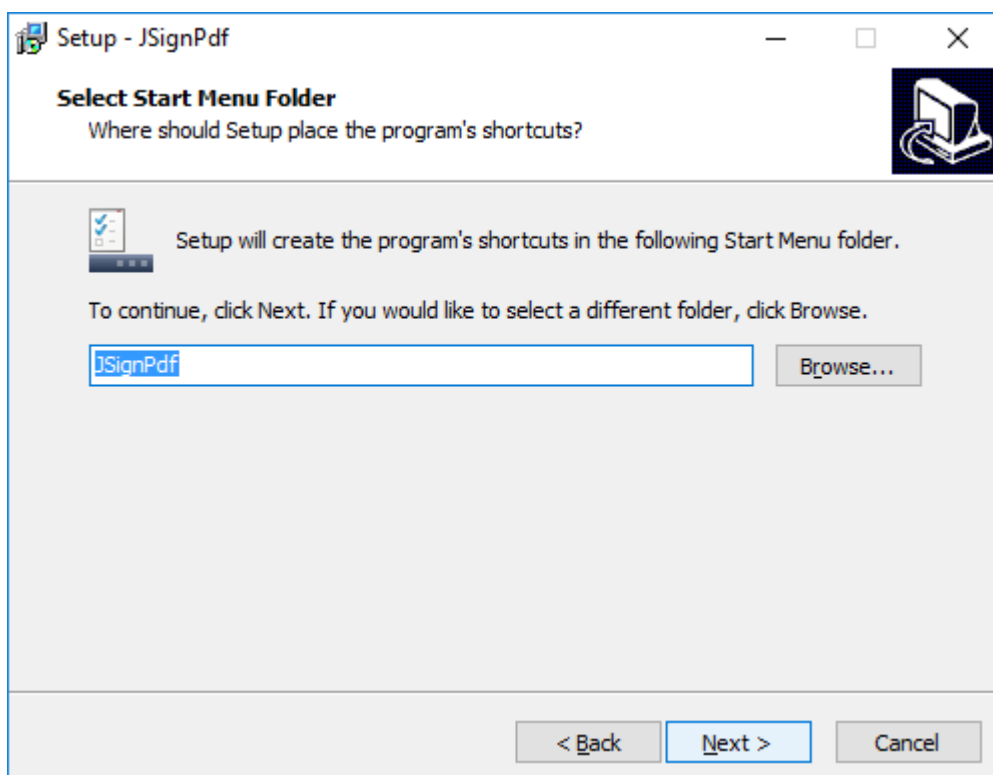 Setup - JSignPdf
Select Start Menu Folder
Where should Setup place the program's shortcuts?
Setup will create the program's shortcuts in the following Start Menu folder.
To continue, click Next. If you would like to select a different folder, click Browse.
JSignPdf
Browse...
< Back
Next >
Cancel